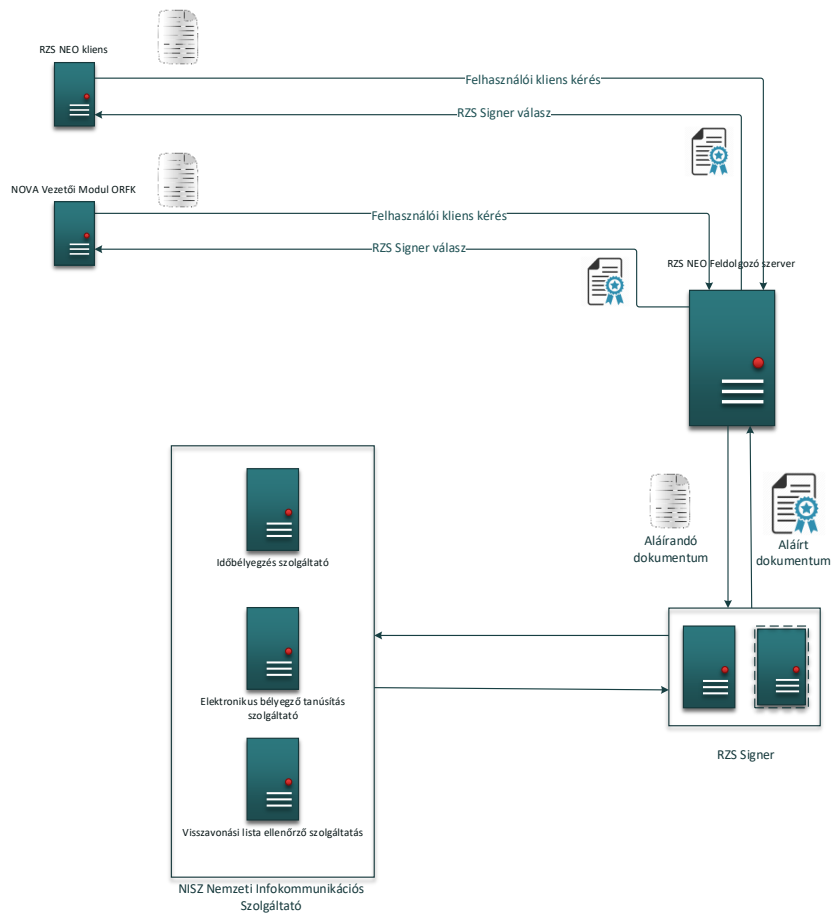 RZS NEO kliens
Felhasználói kliens kérés
RZS Signer válasz
NOVA Vezetői Modul ORFK
Felhasználói kliens kérés
RZS Signer válasz
RZS NEO Feldolgozó szerver
Aláírandó
dokumentum
Aláírt
dokumentum
Időbélyegzés szolgáltató
Elektronikus bélyegző tanúsítás
szolgáltató
RZS Signer
Visszavonási lista ellenőrző szolgáltatás
NISZ Nemzeti Infokommunikációs
Szolgáltató